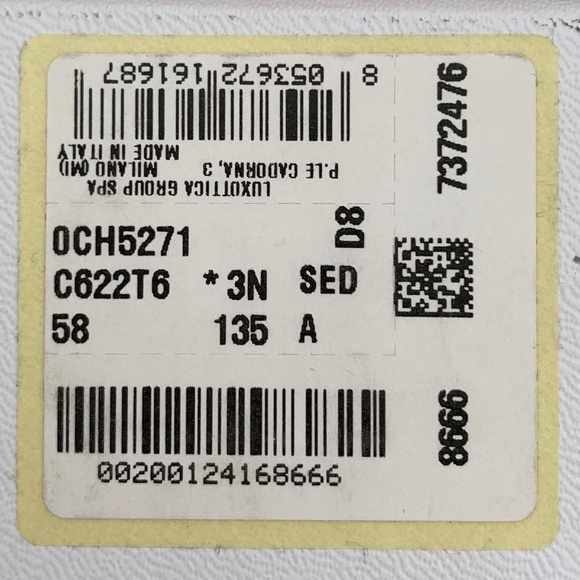 8 053672 161687
LUXOTTICA GROUP SPA
P.LE CADORNA, 3 MILANO (MI)
MADE IN ITALY
0CH5271
D8
C622T6 * 3N SED
58 135 A
00200124168666
7372476
8666